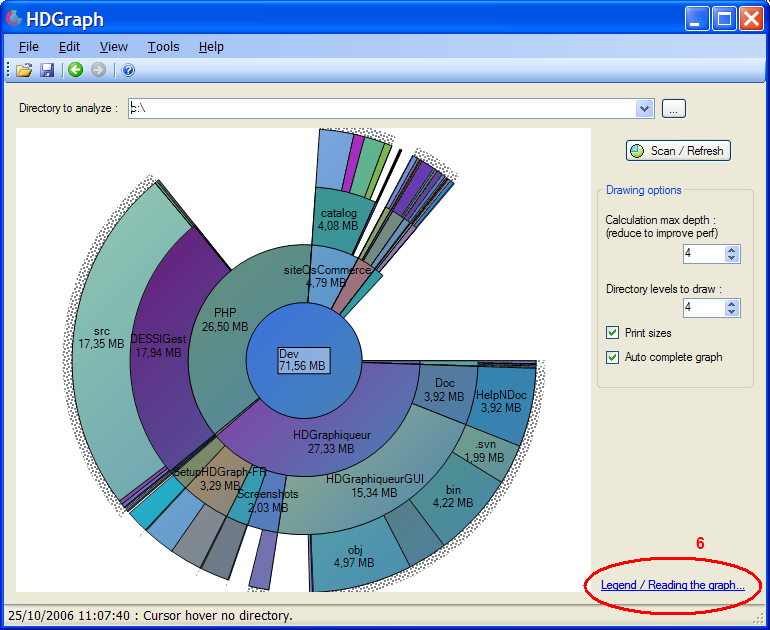 HDGraph
File Edit View Tools Help
Directory to analyze : c:\ ...
Scan / Refresh
Drawing options
Calculation max depth :
(reduce to improve perf)
4
Directory levels to draw :
4
Print sizes
Auto complete graph
catalog
4,08 MB
siteOsCommerce
4,79 MB
PHP
26,50 MB
src
17,35 MB
DESSIGest
17,94 MB
Dev
71,56 MB
Doc
3,92 MB
HelpNDoc
3,92 MB
HDGraphiqueur
27,33 MB
.svn
1,99 MB
SetupHDGraph-FR
3,29 MB
HDGraphiqueurGUI
15,34 MB
Screenshots
2,03 MB
bin
4,22 MB
obj
4,97 MB
6
Legend / Reading the graph...
25/10/2006 11:07:40 : Cursor hover no directory.